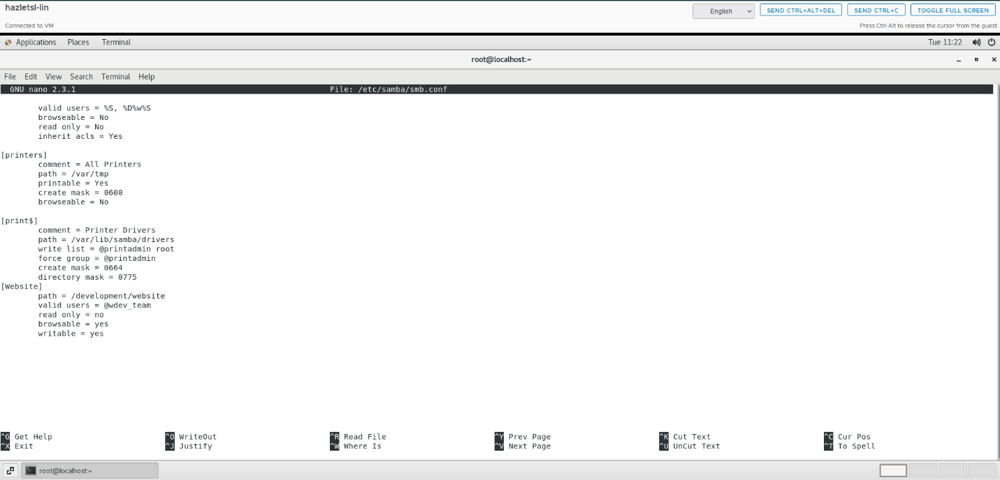 hazletsl-lin
English
SEND CTRL+ALT+DEL
SEND CTRL+C
TOGGLE FULL SCREEN
Connected to VM
Press Ctrl-Alt to release the cursor from the guest.
Applications Places Terminal
Tue 11:22
root@localhost:~
File Edit View Search Terminal Help
GNU nano 2.3.1 File: /etc/samba/smb.conf
valid users = %S, %D%w%S
browseable = No
read only = No
inherit acls = Yes
[printers]
comment = All Printers
path = /var/tmp
printable = Yes
create mask = 0600
browseable = No
[print$]
comment = Printer Drivers
path = /var/lib/samba/drivers
write list = @printadmin root
force group = @printadmin
create mask = 0664
directory mask = 0775
[Website]
path = /development/website
valid users = @wdev_team
read only = no
browsable = yes
writable = yes
^G Get Help ^O WriteOut ^R Read File ^Y Prev Page ^K Cut Text ^C Cur Pos
^X Exit ^J Justify ^W Where Is ^V Next Page ^U UnCut Text ^T To Spell
root@localhost:~